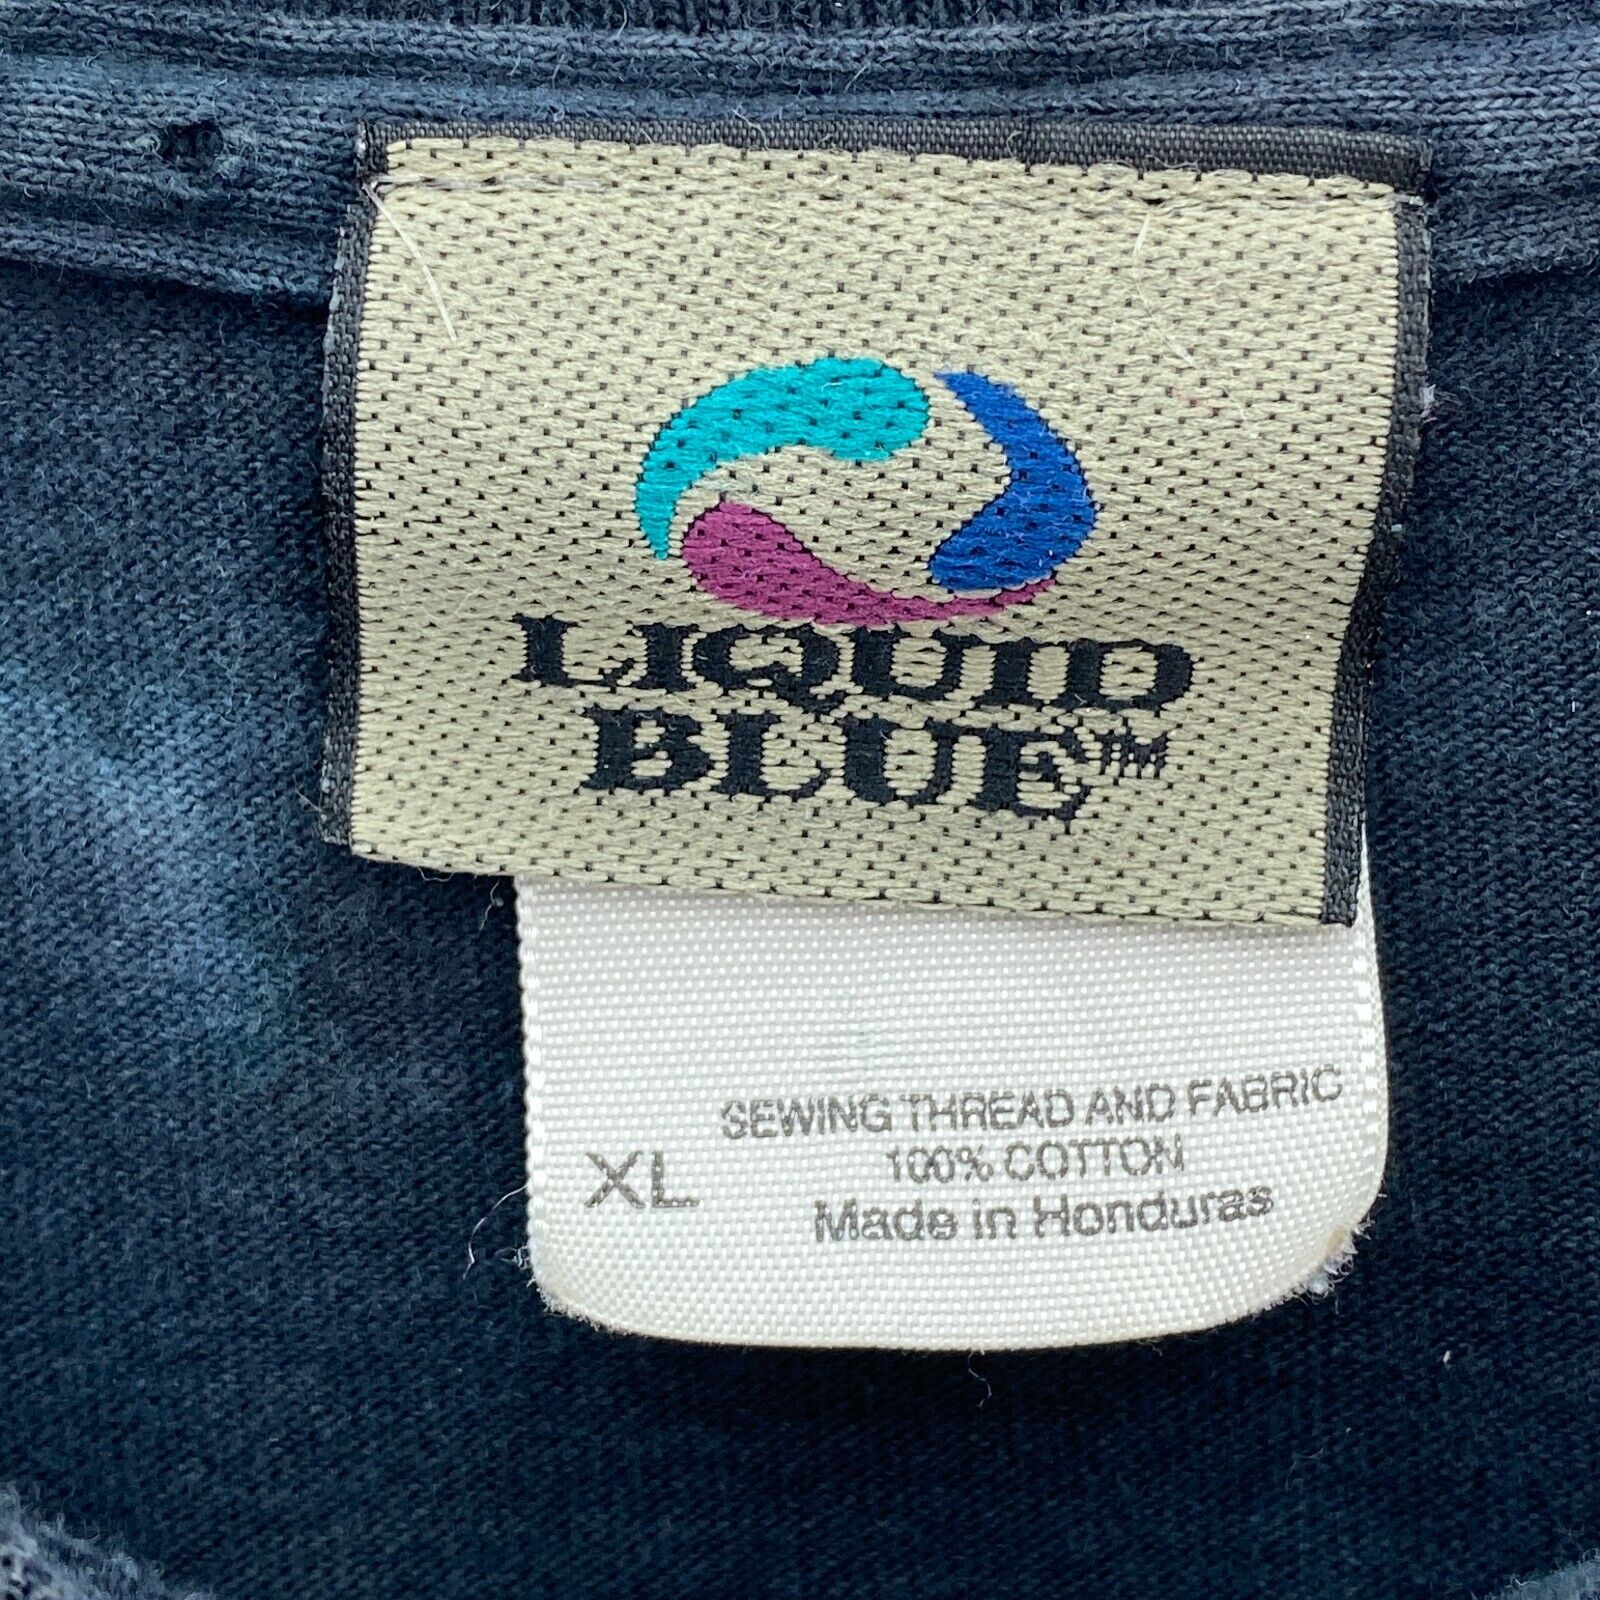 LIQUID
BLUE™
SEWING THREAD AND FABRIC
100% COTTON
XL
Made in Honduras